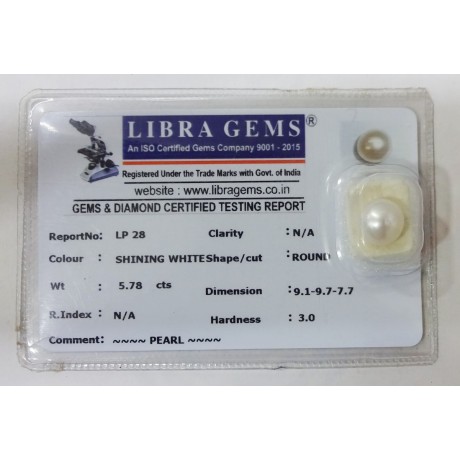 LIBRA GEMS®
An ISO Certified Gems Company 9001 - 2015
Registered Under the Trade Marks with Govt. of India
website : www.libragems.co.in
GEMS & DIAMOND CERTIFIED TESTING REPORT
ReportNo: LP 28 Clarity : N/A
Colour : SHINING WHITE Shape/cut : ROUND
Wt : 5.78 cts Dimension : 9.1-9.7-7.7
R.Index : N/A Hardness : 3.0
Comment: ~~~~ PEARL ~~~~